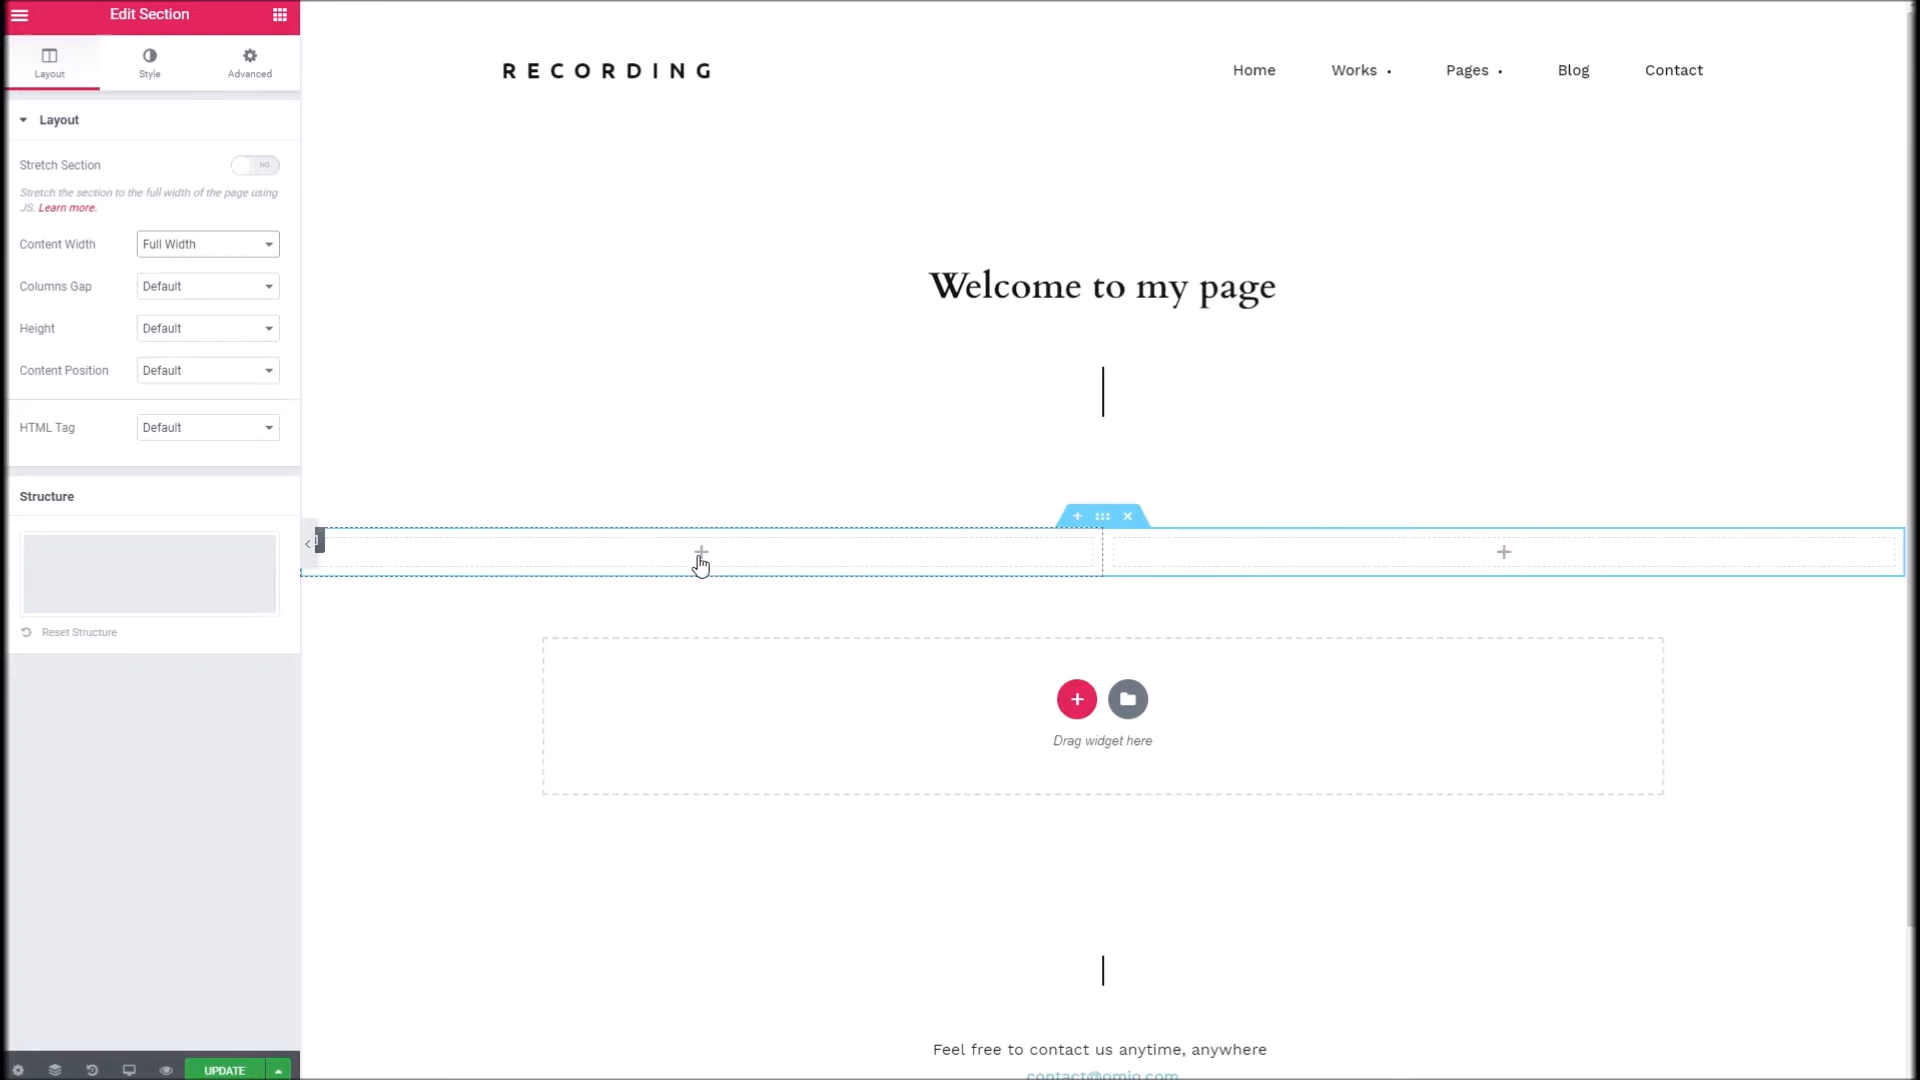 Edit Section
Layout
Style
Advanced
Layout
Stretch Section
NO
Stretch the section to the full width of the page using
JS. Learn more.
Content Width
Full Width
Columns Gap
Default
Height
Default
Content Position
Default
HTML Tag
Default
Structure
Reset Structure
UPDATE
RECORDING
Home
Works
Pages
Blog
Contact
Welcome to my page
Drag widget here
Feel free to contact us anytime, anywhere
contact@omio.com